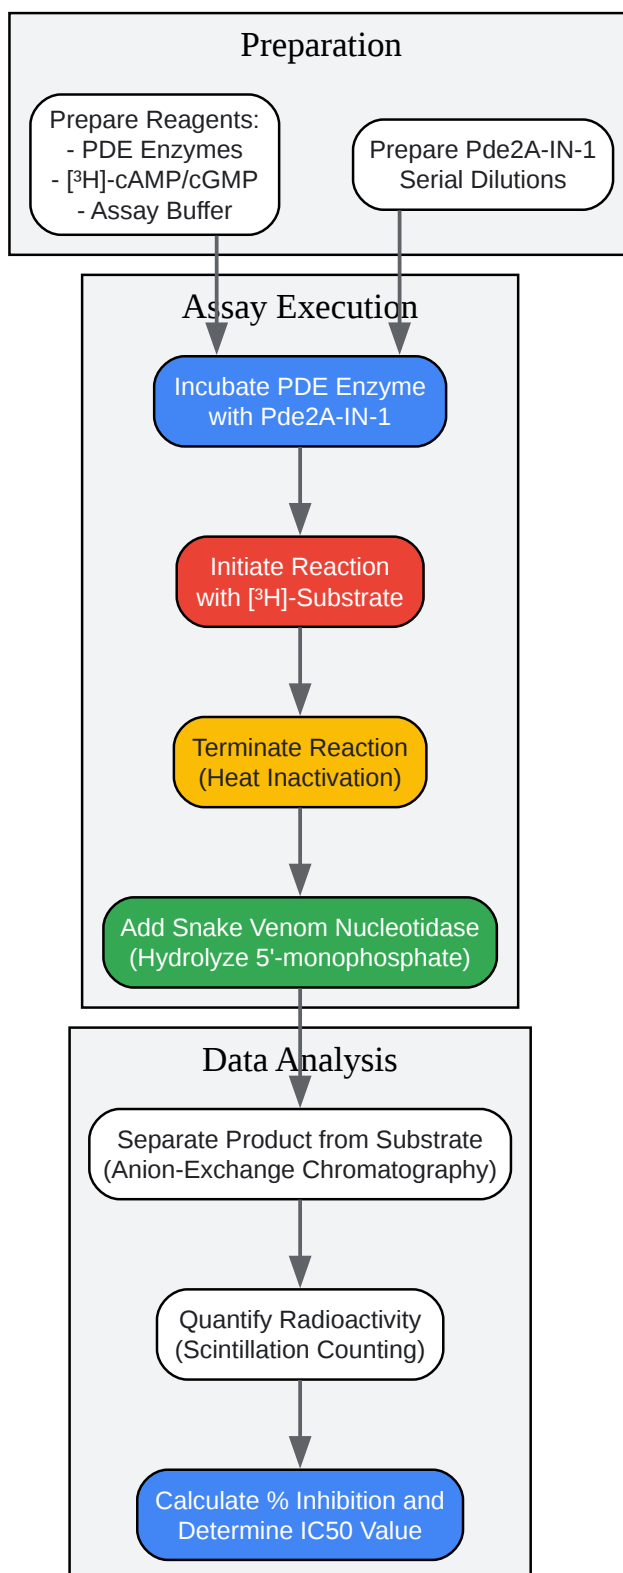 Preparation
Prepare Reagents:
- PDE Enzymes
- [³H]-cAMP/cGMP
- Assay Buffer
Prepare Pde2A-IN-1
Serial Dilutions
Assay Execution
Incubate PDE Enzyme
with Pde2A-IN-1
Initiate Reaction
with [³H]-Substrate
Terminate Reaction
(Heat Inactivation)
Add Snake Venom Nucleotidase
(Hydrolyze 5'-monophosphate)
Data Analysis
Separate Product from Substrate
(Anion-Exchange Chromatography)
Quantify Radioactivity
(Scintillation Counting)
Calculate % Inhibition and
Determine IC50 Value